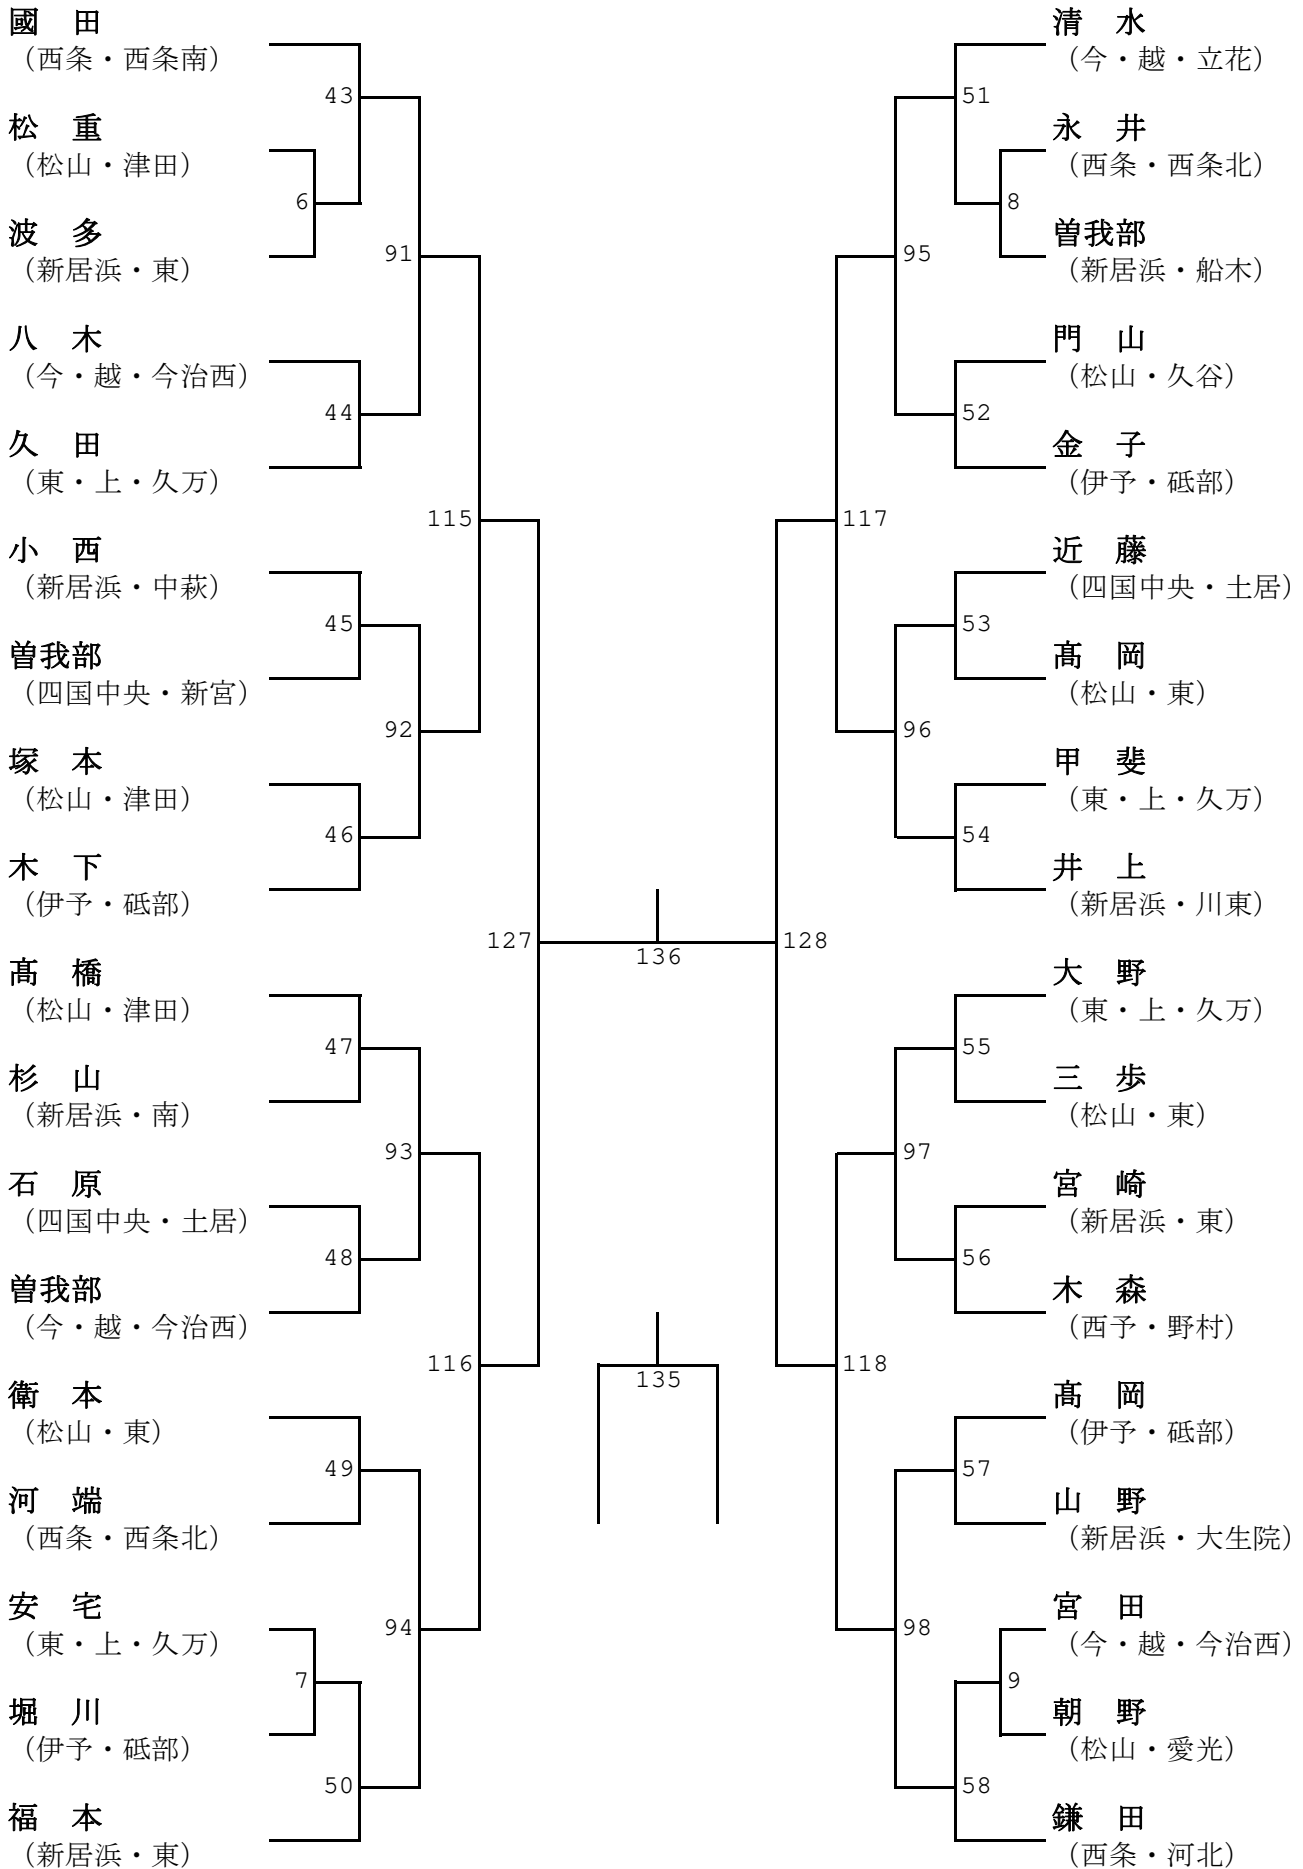 國　田
（西条・西条南）
43
松　重
（松山・津田）
6
波　多
（新居浜・東）
91
八　木
（今・越・今治西）
44
久　田
（東・上・久万）
115
小　西
（新居浜・中萩）
45
曽我部
（四国中央・新宮）
92
塚　本
（松山・津田）
46
木　下
（伊予・砥部）
127
髙　橋
（松山・津田）
47
杉　山
（新居浜・南）
93
石　原
（四国中央・土居）
48
曽我部
（今・越・今治西）
116
衛　本
（松山・東）
49
河　端
（西条・西条北）
安　宅
（東・上・久万）
94
7
堀　川
（伊予・砥部）
50
福　本
（新居浜・東）
136
135
清　水
（今・越・立花）
51
永　井
（西条・西条北）
8
曽我部
（新居浜・船木）
95
門　山
（松山・久谷）
52
金　子
（伊予・砥部）
117
近　藤
（四国中央・土居）
53
髙　岡
（松山・東）
96
甲　斐
（東・上・久万）
54
井　上
（新居浜・川東）
128
大　野
（東・上・久万）
55
三　歩
（松山・東）
97
宮　崎
（新居浜・東）
56
木　森
（西予・野村）
118
髙　岡
（伊予・砥部）
57
山　野
（新居浜・大生院）
宮　田
（今・越・今治西）
98
9
朝　野
（松山・愛光）
58
鎌　田
（西条・河北）